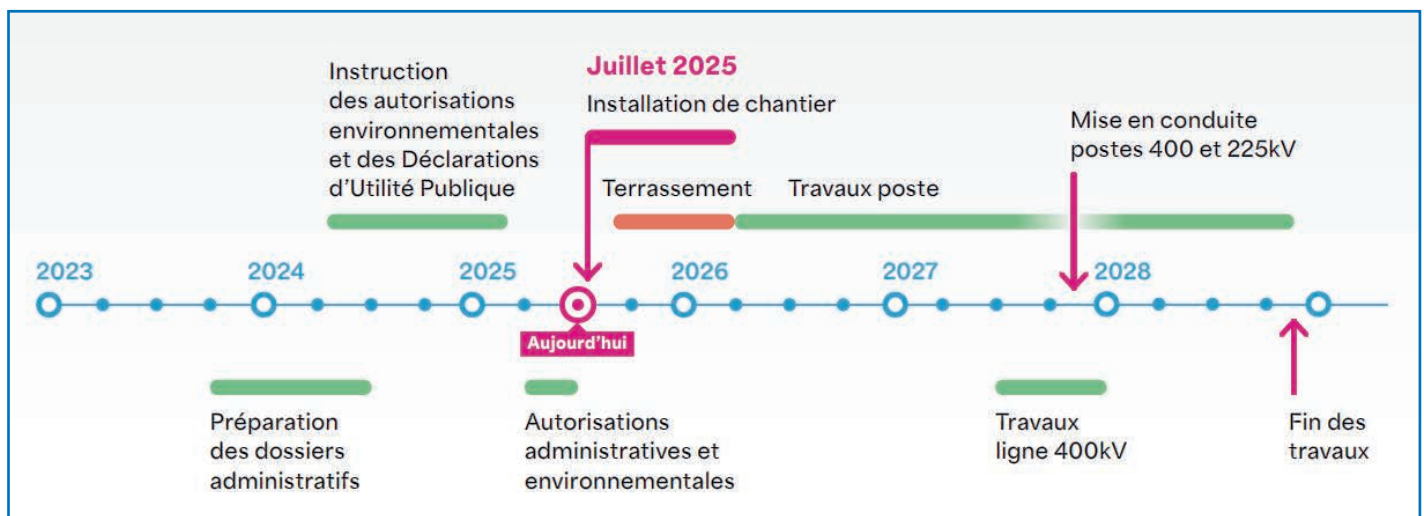 Instruction
des autorisations
environnementales
et des Déclarations
d'Utilité Publique
Juillet 2025
Installation de chantier
Mise en conduite
postes 400 et 225kV
Terrassement
Travaux poste
2023
2024
2025
2026
2027
2028
Aujourd'hui
Préparation
des dossiers
administratifs
Autorisations
administratives et
environnementales
Travaux
ligne 400kV
Fin des
travaux